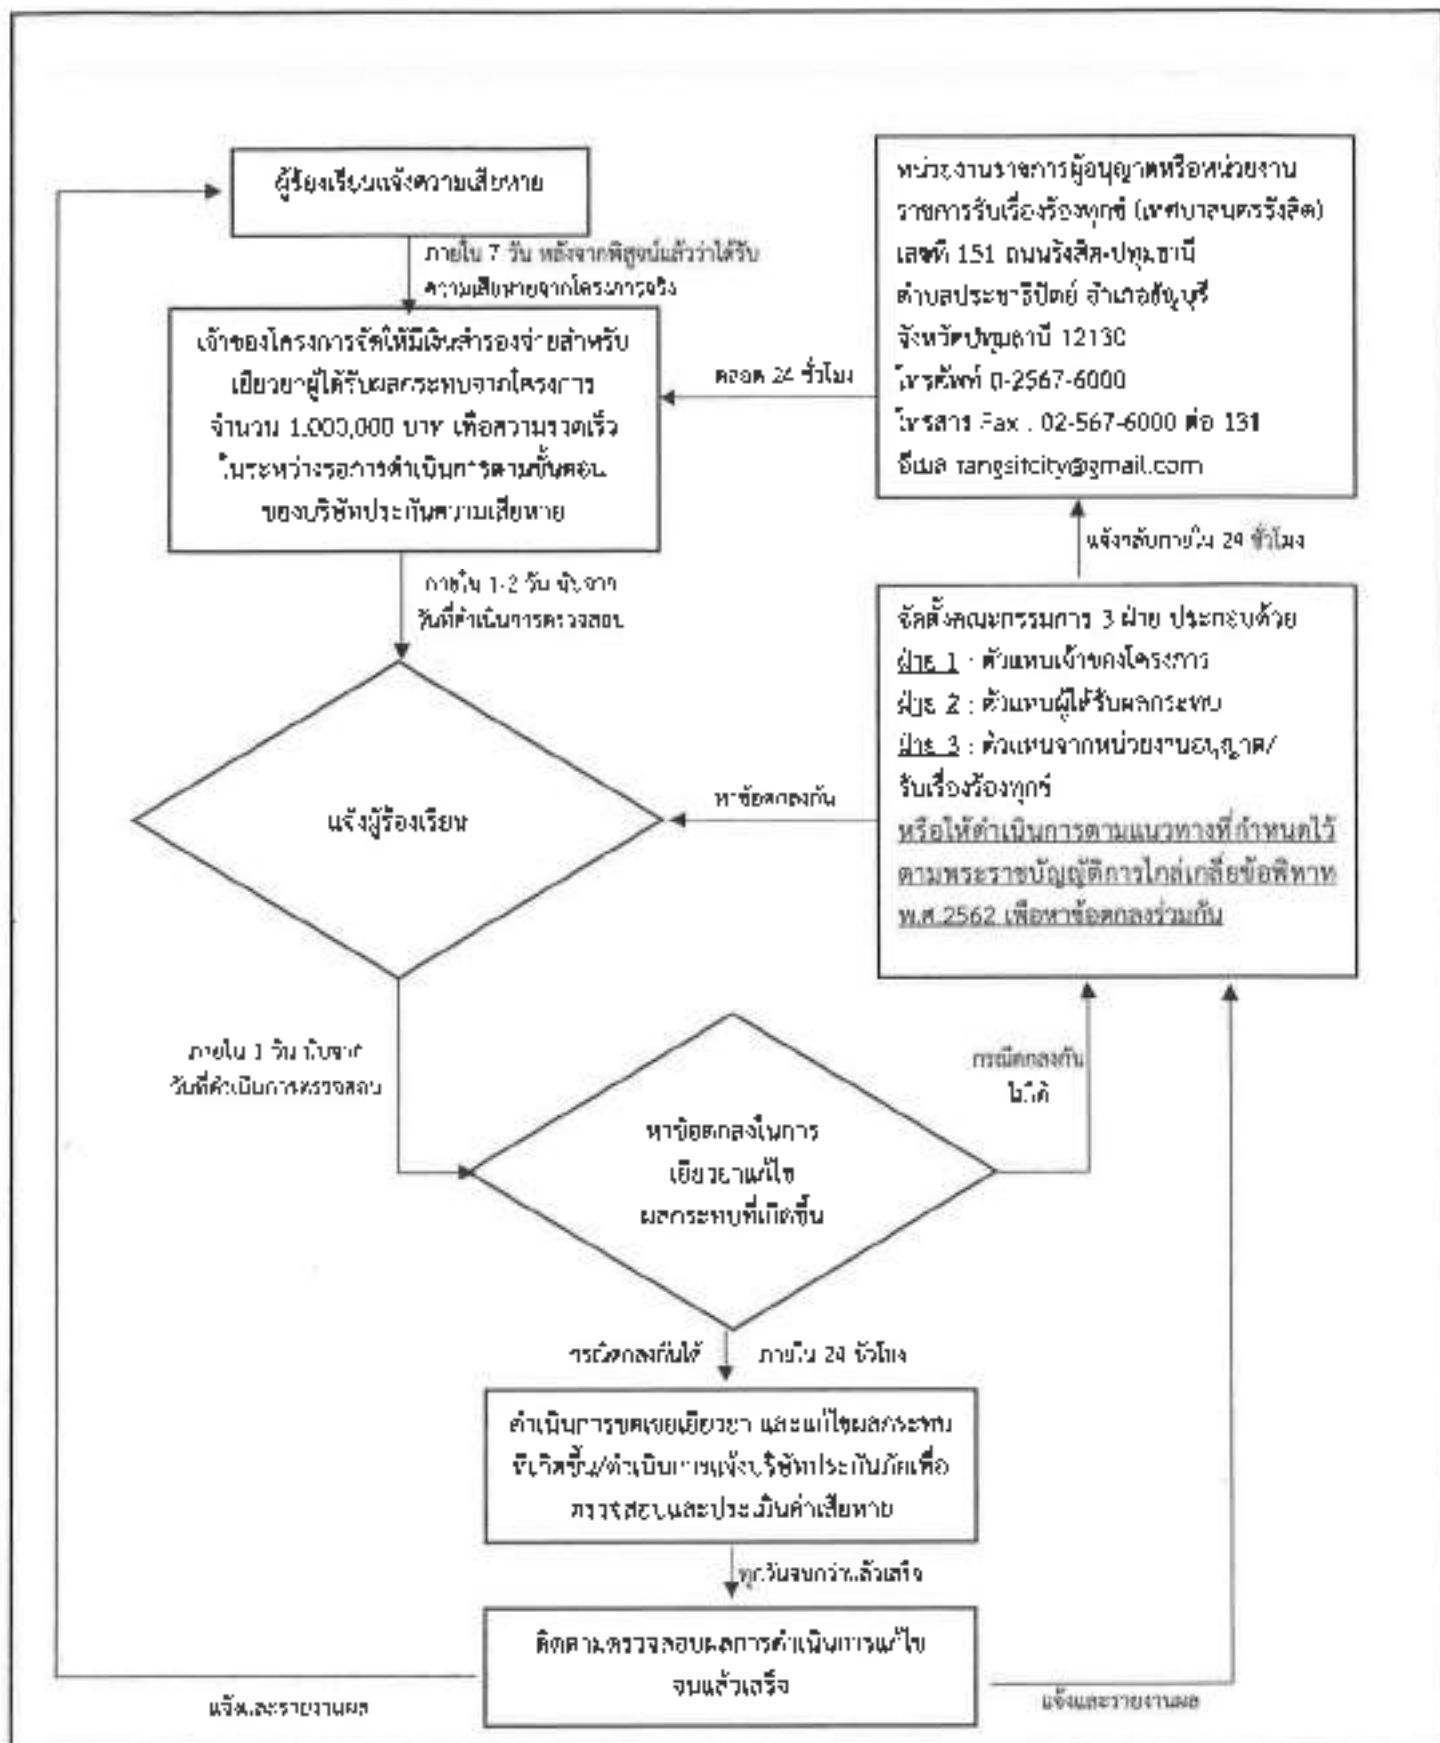 ผู้ร้องเรียนแจ้งความเสียหาย
ภายใน 7 วัน หลังจากพิสูจน์แล้วว่าได้รับ
ความเสียหายจากโครงการจริง
เจ้าของโครงการจัดให้มีเงินสำรองจ่ายสำหรับ
เยียวยาผู้ได้รับผลกระทบจากโครงการ
จำนวน 1,000,000 บาท เพื่อความรวดเร็ว
ในระหว่างรอการดำเนินการตามขั้นตอน
ของบริษัทประกันความเสียหาย
ตลอด 24 ชั่วโมง
หน่วยงานราชการผู้อนุญาตหรือหน่วยงาน
ราชการรับเรื่องร้องทุกข์ (เทศบาลนครรังสิต)
เลขที่ 151 ถนนรังสิต-ปทุมธานี
ตำบลประชาธิปัตย์ อำเภอธัญบุรี
จังหวัดปทุมธานี 12130
โทรศัพท์ 0-2567-6000
โทรสาร Fax : 02-567-6000 ต่อ 131
อีเมล rangsitcity@gmail.com
แจ้งกลับภายใน 24 ชั่วโมง
ภายใน 1-2 วัน นับจาก
วันที่ดำเนินการตรวจสอบ
จัดตั้งคณะกรรมการ 3 ฝ่าย ประกอบด้วย
ฝ่าย 1 : ตัวแทนเจ้าของโครงการ
ฝ่าย 2 : ตัวแทนผู้ได้รับผลกระทบ
ฝ่าย 3 : ตัวแทนจากหน่วยงานอนุญาต/
รับเรื่องร้องทุกข์
หรือให้ดำเนินการตามแนวทางที่กำหนดไว้
ตามพระราชบัญญัติการไกล่เกลี่ยข้อพิพาท
พ.ศ.2562 เพื่อหาข้อตกลงร่วมกัน
แจ้งผู้ร้องเรียน
หาข้อตกลงกัน
ภายใน 1 วัน นับจาก
วันที่ดำเนินการตรวจสอบ
หาข้อตกลงในการ
เยียวยาแก้ไข
ผลกระทบที่เกิดขึ้น
กรณีตกลงกัน
ไม่ได้
กรณีตกลงกันได้ ภายใน 24 ชั่วโมง
ดำเนินการชดเชยเยียวยา และแก้ไขผลกระทบ
ที่เกิดขึ้น/ดำเนินการแจ้งบริษัทประกันภัยเพื่อ
ตรวจสอบและประเมินค่าเสียหาย
ทุกวันจนกว่าแล้วเสร็จ
ติดตามตรวจสอบผลการดำเนินการแก้ไข
จนแล้วเสร็จ
แจ้งและรายงานผล
แจ้งและรายงานผล